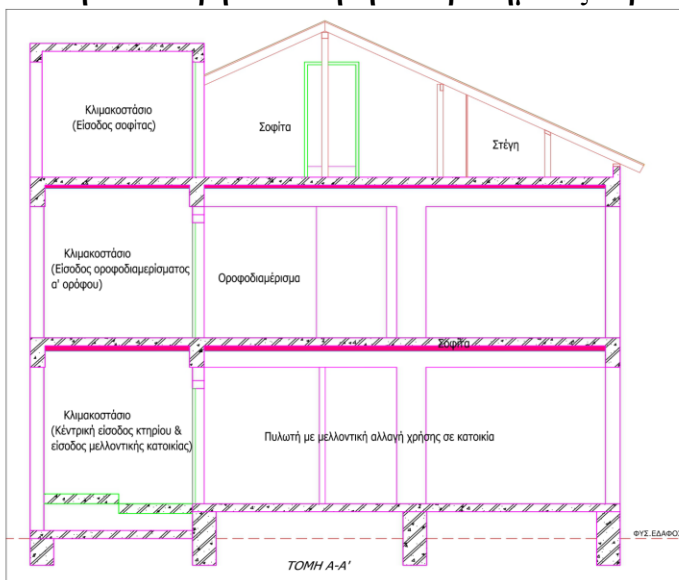 Κλιμακοστάσιο
(Είσοδος σοφίτας)
Σοφίτα
Στέγη
Κλιμακοστάσιο
(Είσοδος οροφοδιαμερίσματος
α' ορόφου)
Οροφοδιαμέρισμα
Σοφίτα
Κλιμακοστάσιο
(Κέντρική είσοδος κτηρίου &
είσοδος μελλοντικής κατοικίας)
Πυλωτή με μελλοντική αλλαγή χρήσης σε κατοικία
ΦΥΣ.ΕΔΑΦΟΣ
ΤΟΜΗ Α-Α'